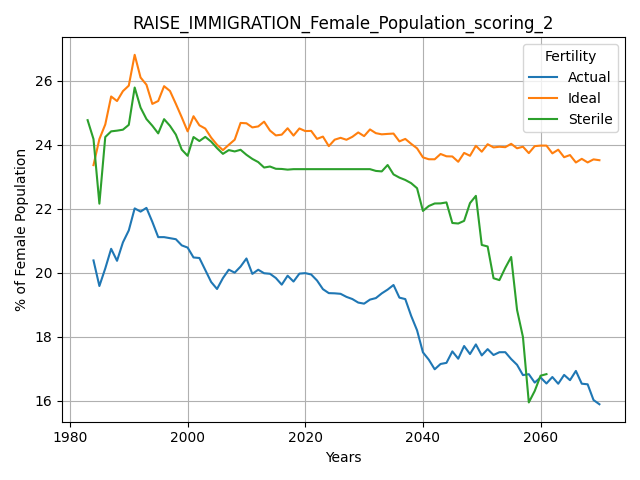 RAISE_IMMIGRATION_Female_Population_scoring_2
Fertility
Actual
Ideal
Sterile
% of Female Population
26
24
22
20
18
16
1980
2000
2020
2040
2060
Years